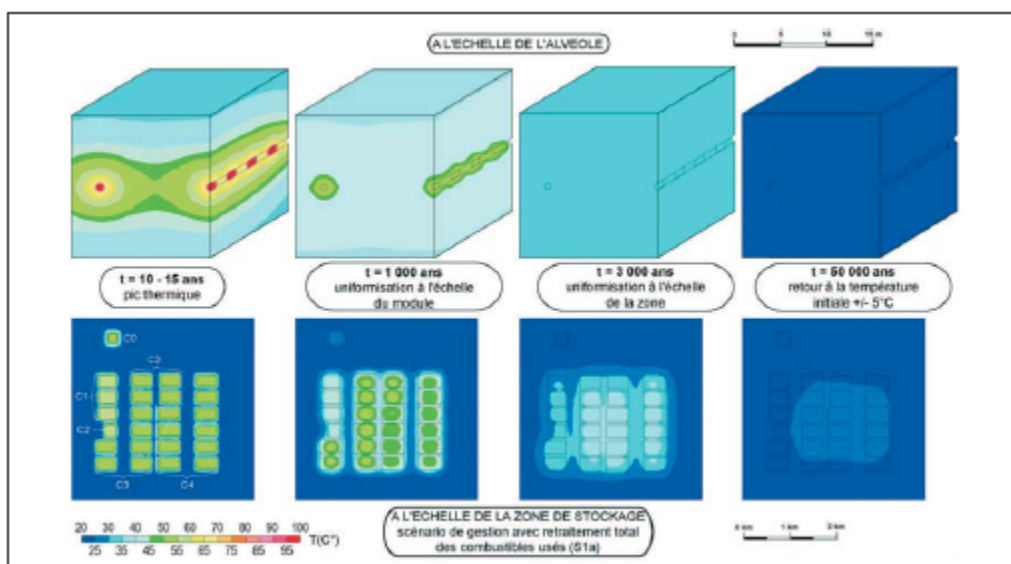 A L'ECHELLE DE L'ALVEOLE
0 5 10 15 m
t = 10 - 15 ans
pic thermique
t = 1 000 ans
uniformisation à l'échelle
du module
t = 3 000 ans
uniformisation à l'échelle
de la zone
t = 50 000 ans
retour à la température
initiale +/- 5°C
C0
C3
C1
C2
C3
C4
20 30 40 50 60 70 80 90 100
T(C°)
25 35 45 55 65 75 85 95
A L'ECHELLE DE LA ZONE DE STOCKAGE
scénario de gestion avec retraitement total
des combustibles usés (S1a)
0 km 1 km 2 km